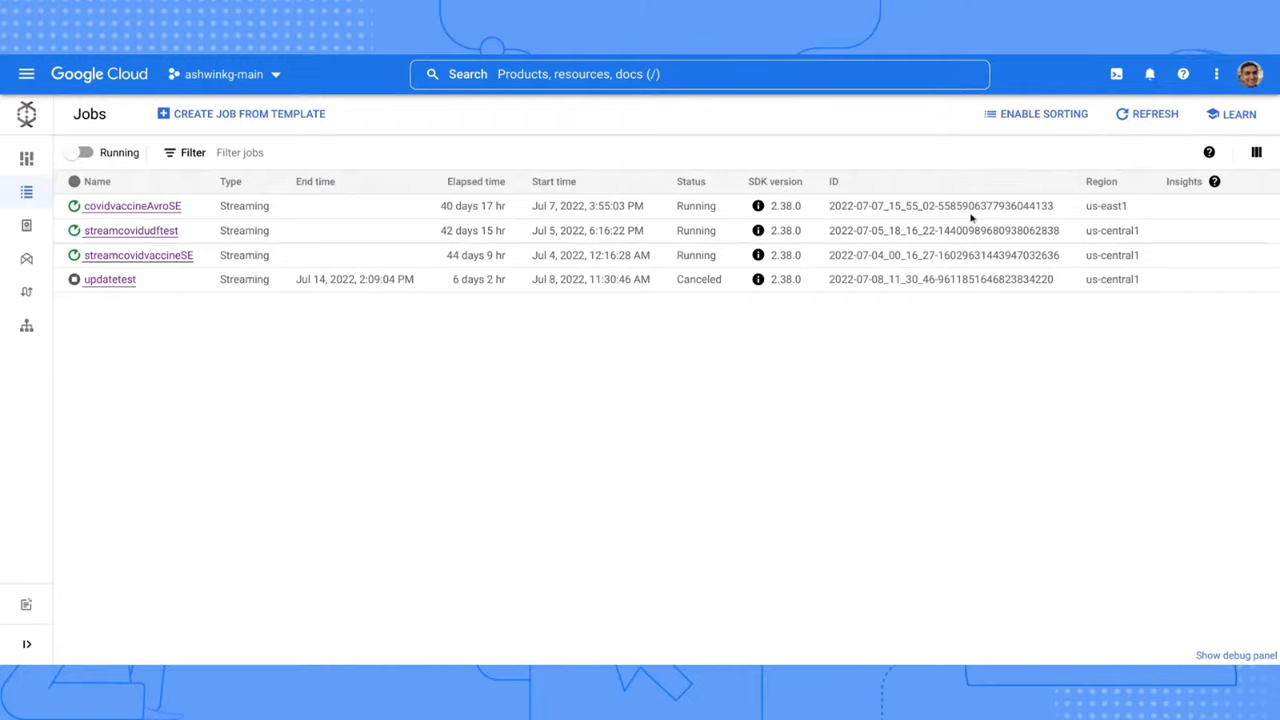 Google Cloud ashwinkg-main Search Products, resources, docs (/)
Jobs CREATE JOB FROM TEMPLATE ENABLE SORTING REFRESH LEARN
Running Filter Filter jobs
Name Type End time Elapsed time Start time Status SDK version ID Region Insights
covidvaccineAvroSE Streaming 40 days 17 hr Jul 7, 2022, 3:55:03 PM Running 2.38.0 2022-07-07_15_55_02-5585906377936044133 us-east1
streamcovidudftest Streaming 42 days 15 hr Jul 5, 2022, 6:16:22 PM Running 2.38.0 2022-07-05_18_16_22-14400989680938062838 us-central1
streamcovidvaccineSE Streaming 44 days 9 hr Jul 4, 2022, 12:16:28 AM Running 2.38.0 2022-07-04_00_16_27-16029631443947032636 us-central1
updatetest Streaming Jul 14, 2022, 2:09:04 PM 6 days 2 hr Jul 8, 2022, 11:30:46 AM Canceled 2.38.0 2022-07-08_11_30_46-9611851646823834220 us-central1
Show debug panel